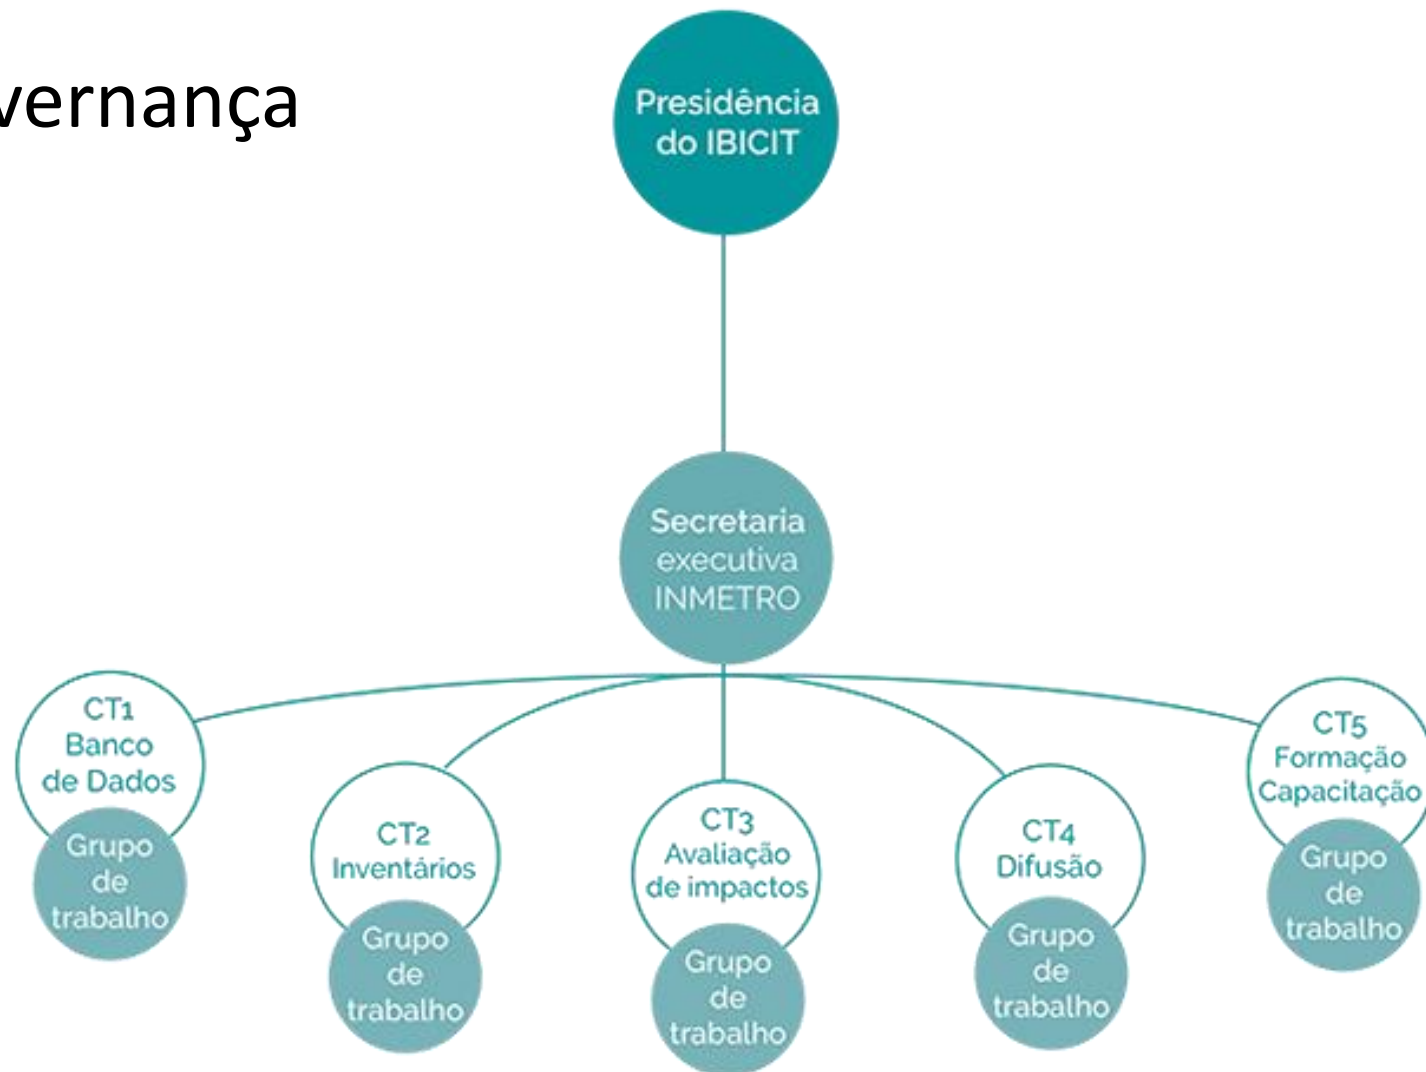 vernança
Presidência
do IBICIT
Secretaria
executiva
INMETRO
CT1
Banco
de Dados
Grupo
de
trabalho
CT2
Inventários
Grupo
de
trabalho
CT3
Avaliação
de impactos
Grupo
de
trabalho
CT4
Difusão
Grupo
de
trabalho
CT5
Formação
Capacitação
Grupo
de
trabalho